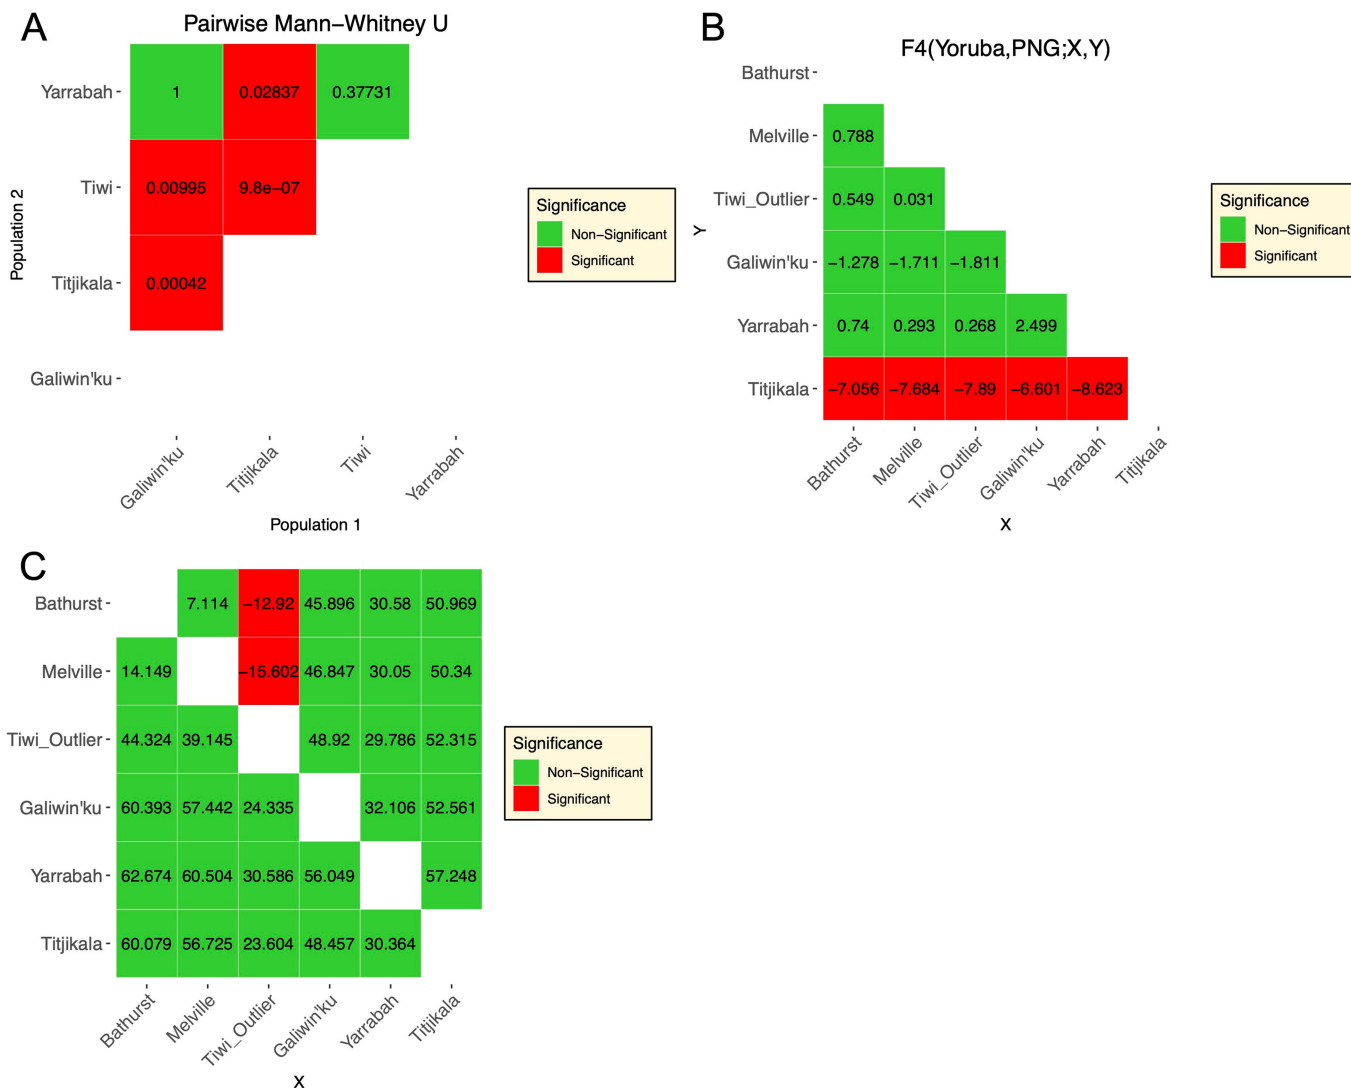 A
Pairwise Mann−Whitney U
Population 2
Yarrabah
1
0.02837
0.37731
Tiwi
0.00995
9.8e−07
Titjikala
0.00042
Galiwin'ku
Galiwin'ku
Titjikala
Tiwi
Yarrabah
Population 1
Significance
Non−Significant
Significant
B
F4(Yoruba,PNG;X,Y)
Y
Bathurst
Melville
0.788
Tiwi_Outlier
0.549
0.031
Galiwin'ku
−1.278
−1.711
−1.811
Yarrabah
0.74
0.293
0.268
2.499
Titjikala
−7.056
−7.684
−7.89
−6.601
−8.623
Bathurst
Melville
Tiwi_Outlier
Galiwin'ku
Yarrabah
Titjikala
X
Significance
Non−Significant
Significant
C
Bathurst
7.114
−12.92
45.896
30.58
50.969
Melville
14.149
−15.602
46.847
30.05
50.34
Tiwi_Outlier
44.324
39.145
48.92
29.786
52.315
Galiwin'ku
60.393
57.442
24.335
32.106
52.561
Yarrabah
62.674
60.504
30.586
56.049
57.248
Titjikala
60.079
56.725
23.604
48.457
30.364
Bathurst
Melville
Tiwi_Outlier
Galiwin'ku
Yarrabah
Titjikala
X
Significance
Non−Significant
Significant